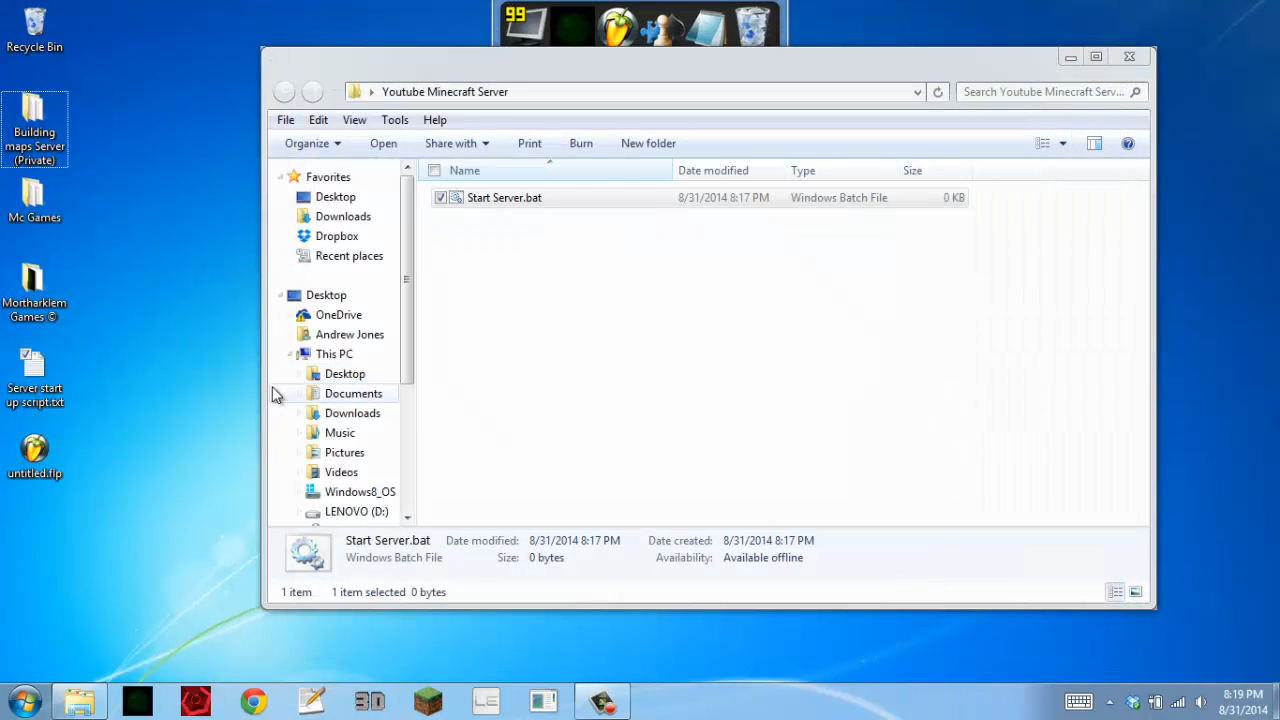 99
Recycle Bin
Building
maps Server
(Private)
Mc Games
Mortharklem
Games ©
Server start
up script.txt
untitled.flp
Youtube Minecraft Server
Search Youtube Minecraft Serv...
File Edit View Tools Help
Organize Open Share with Print Burn New folder
Name Date modified Type Size
Start Server.bat 8/31/2014 8:17 PM Windows Batch File 0 KB
Favorites
Desktop
Downloads
Dropbox
Recent places
Desktop
OneDrive
Andrew Jones
This PC
Desktop
Documents
Downloads
Music
Pictures
Videos
Windows8_OS
LENOVO (D:)
Start Server.bat Date modified: 8/31/2014 8:17 PM Date created: 8/31/2014 8:17 PM
Windows Batch File Size: 0 bytes Availability: Available offline
1 item 1 item selected 0 bytes
3D
LE
8:19 PM
8/31/2014